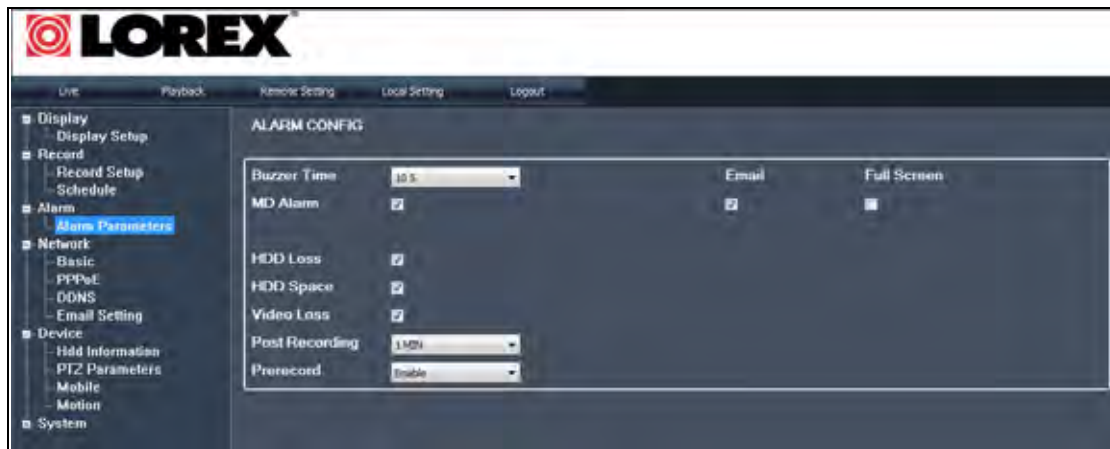 LOREX
Live Playback Remote Setting Local Setting Logout
Display
Display Setup
Record
Record Setup
Schedule
Alarm
Alarm Parameters
Network
Basic
PPPoE
DDNS
Email Setting
Device
Hdd Information
PTZ Parameters
Mobile
Motion
System
ALARM CONFIG
Buzzer Time 10 S Email Full Screen
MD Alarm
HDD Loss
HDD Space
Video Loss
Post Recording 1 MIN
Prerecord Enable